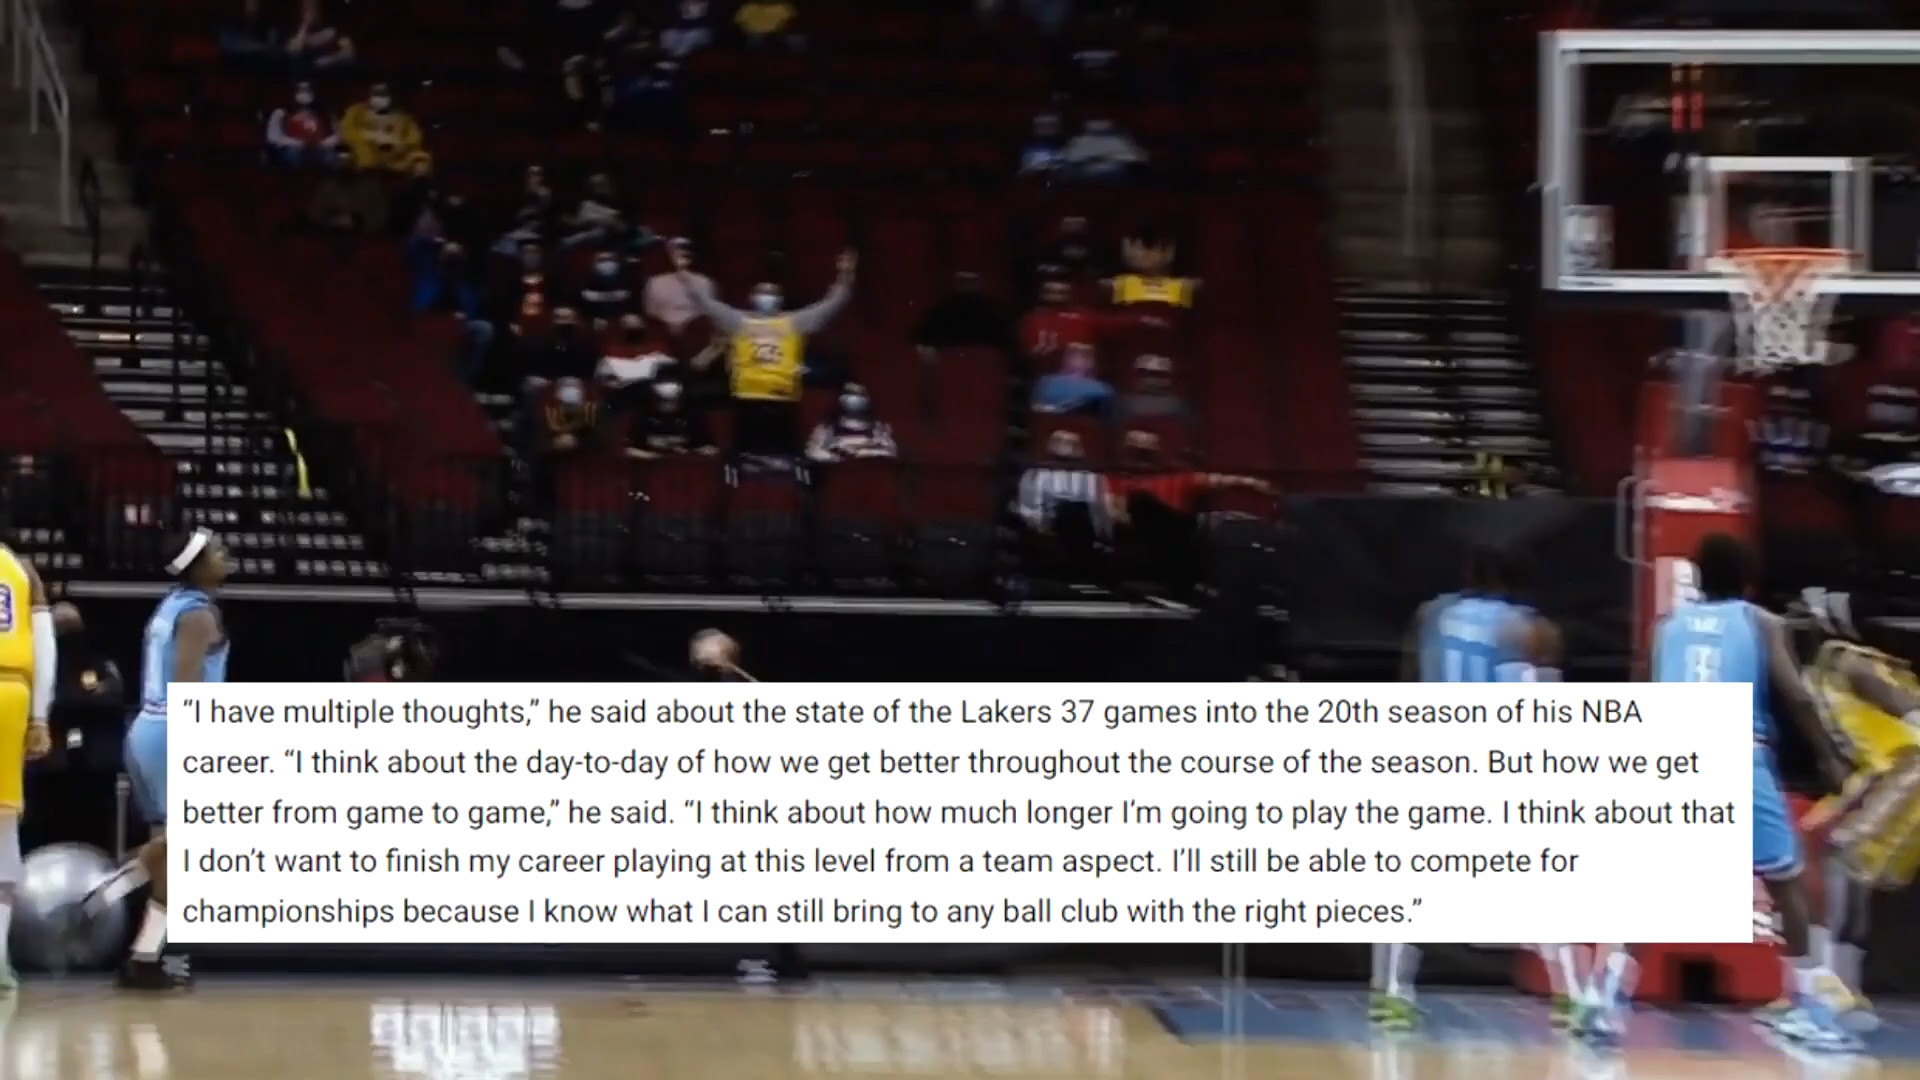 “I have multiple thoughts,” he said about the state of the Lakers 37 games into the 20th season of his NBA
career. “I think about the day-to-day of how we get better throughout the course of the season. But how we get
better from game to game,” he said. “I think about how much longer I’m going to play the game. I think about that
I don’t want to finish my career playing at this level from a team aspect. I’ll still be able to compete for
championships because I know what I can still bring to any ball club with the right pieces.”